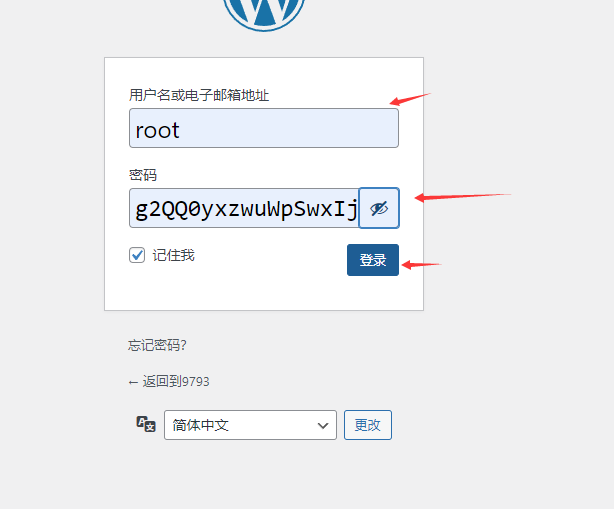 用户名或电子邮箱地址
root
密码
g2QQ0yxzwuWpSwxIj
记住我
登录
忘记密码？
← 返回到9793
简体中文
更改